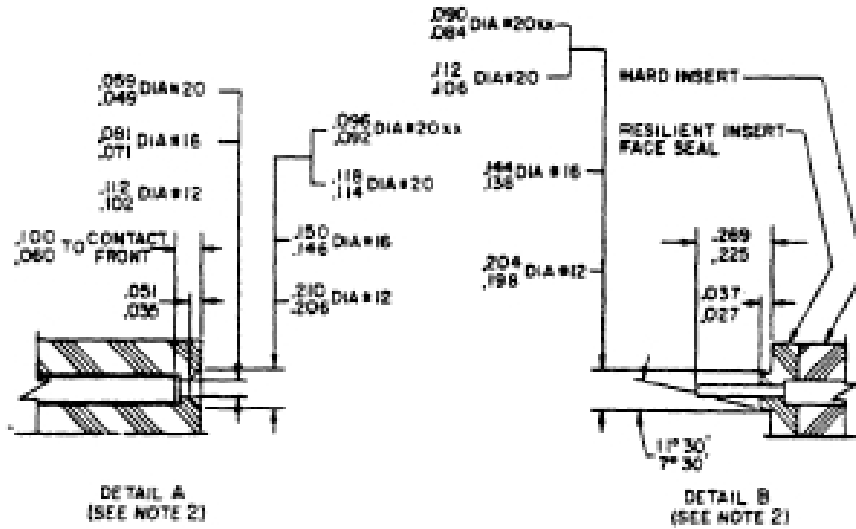 .059
.049 DIA #20
.081
.071 DIA #16
.112
.102 DIA #12
.100
.060 TO CONTACT
FRONT
.051
.036
.096
.092 DIA #20xx
.118
.114 DIA #20
.150
.146 DIA #16
.210
.206 DIA #12
DETAIL A
(SEE NOTE 2)
.090
.084 DIA #20xx
.112
.106 DIA #20
.144
.138 DIA #16
.204
.198 DIA #12
HARD INSERT
RESILIENT INSERT
FACE SEAL
.269
.225
.037
.027
11° 30'
7° 30'
DETAIL B
(SEE NOTE 2)